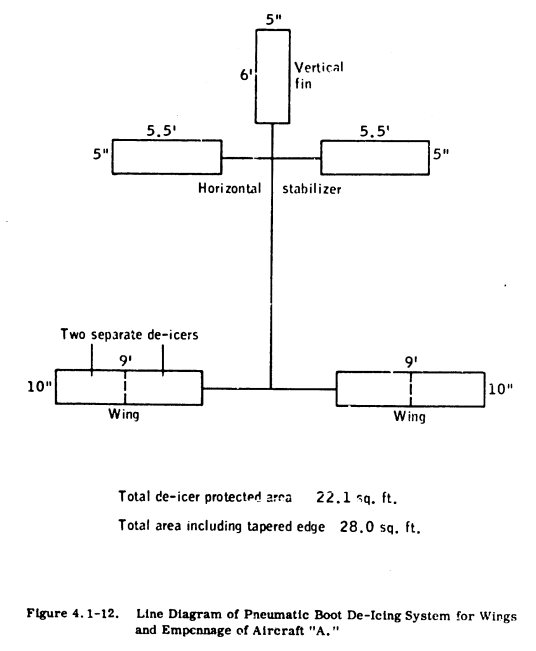 5"
6'
Vertical
fin
5.5'
5.5'
5"
5"
Horizontal stabilizer
Two separate de-icers
9'
9'
10"
10"
Wing
Wing
Total de-icer protected area 22.1 sq. ft.
Total area including tapered edge 28.0 sq. ft.
Figure 4.1-12. Line Diagram of Pneumatic Boot De-Icing System for Wings
and Empennage of Aircraft "A."